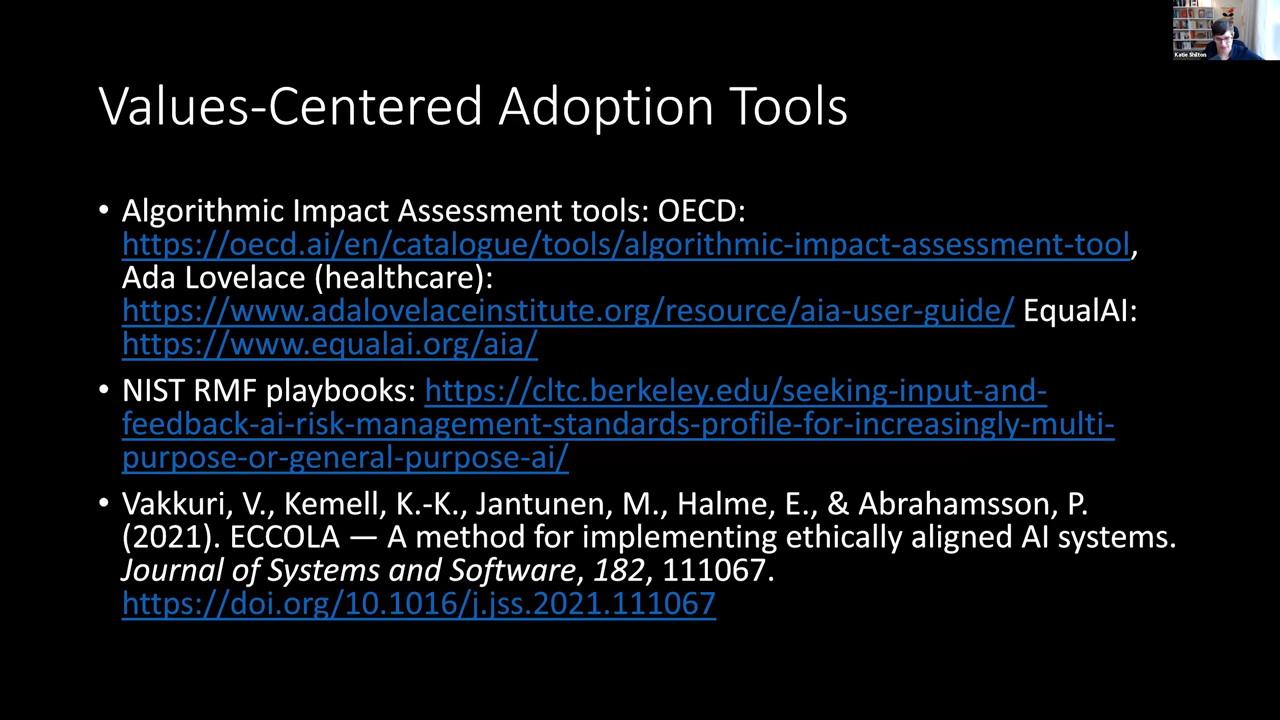 Katie Shilton
Values-Centered Adoption Tools
• Algorithmic Impact Assessment tools: OECD:
https://oecd.ai/en/catalogue/tools/algorithmic-impact-assessment-tool,
Ada Lovelace (healthcare):
https://www.adalovelaceinstitute.org/resource/aia-user-guide/ EqualAI:
https://www.equalai.org/aia/
• NIST RMF playbooks: https://cltc.berkeley.edu/seeking-input-and-
feedback-ai-risk-management-standards-profile-for-increasingly-multi-
purpose-or-general-purpose-ai/
• Vakkuri, V., Kemell, K.-K., Jantunen, M., Halme, E., & Abrahamsson, P.
(2021). ECCOLA — A method for implementing ethically aligned AI systems.
Journal of Systems and Software, 182, 111067.
https://doi.org/10.1016/j.jss.2021.111067